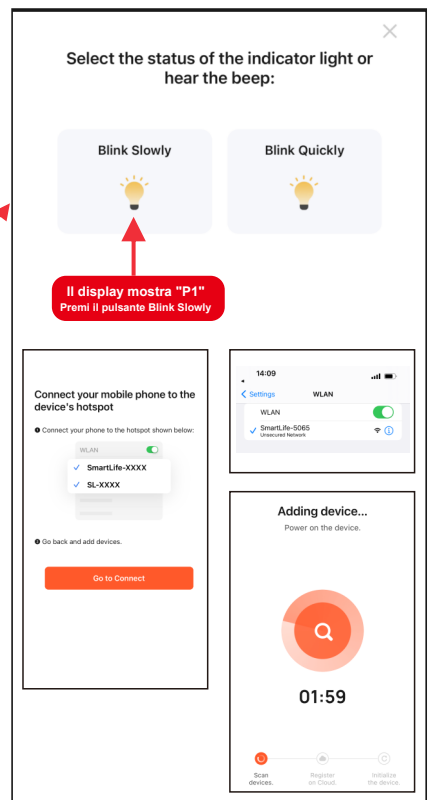 Select the status of the indicator light or
hear the beep:
Blink Slowly
Blink Quickly
Il display mostra "P1"
Premi il pulsante Blink Slowly
Connect your mobile phone to the
device's hotspot
❶ Connect your phone to the hotspot shown below:
WLAN
✓ SmartLife-XXXX
✓ SL-XXXX
❷ Go back and add devices.
Go to Connect
14:09
Settings
WLAN
WLAN
SmartLife-5065
Unsecured Network
Adding device...
Power on the device.
01:59
Scan
devices.
Register
on Cloud.
Initialize
the device.